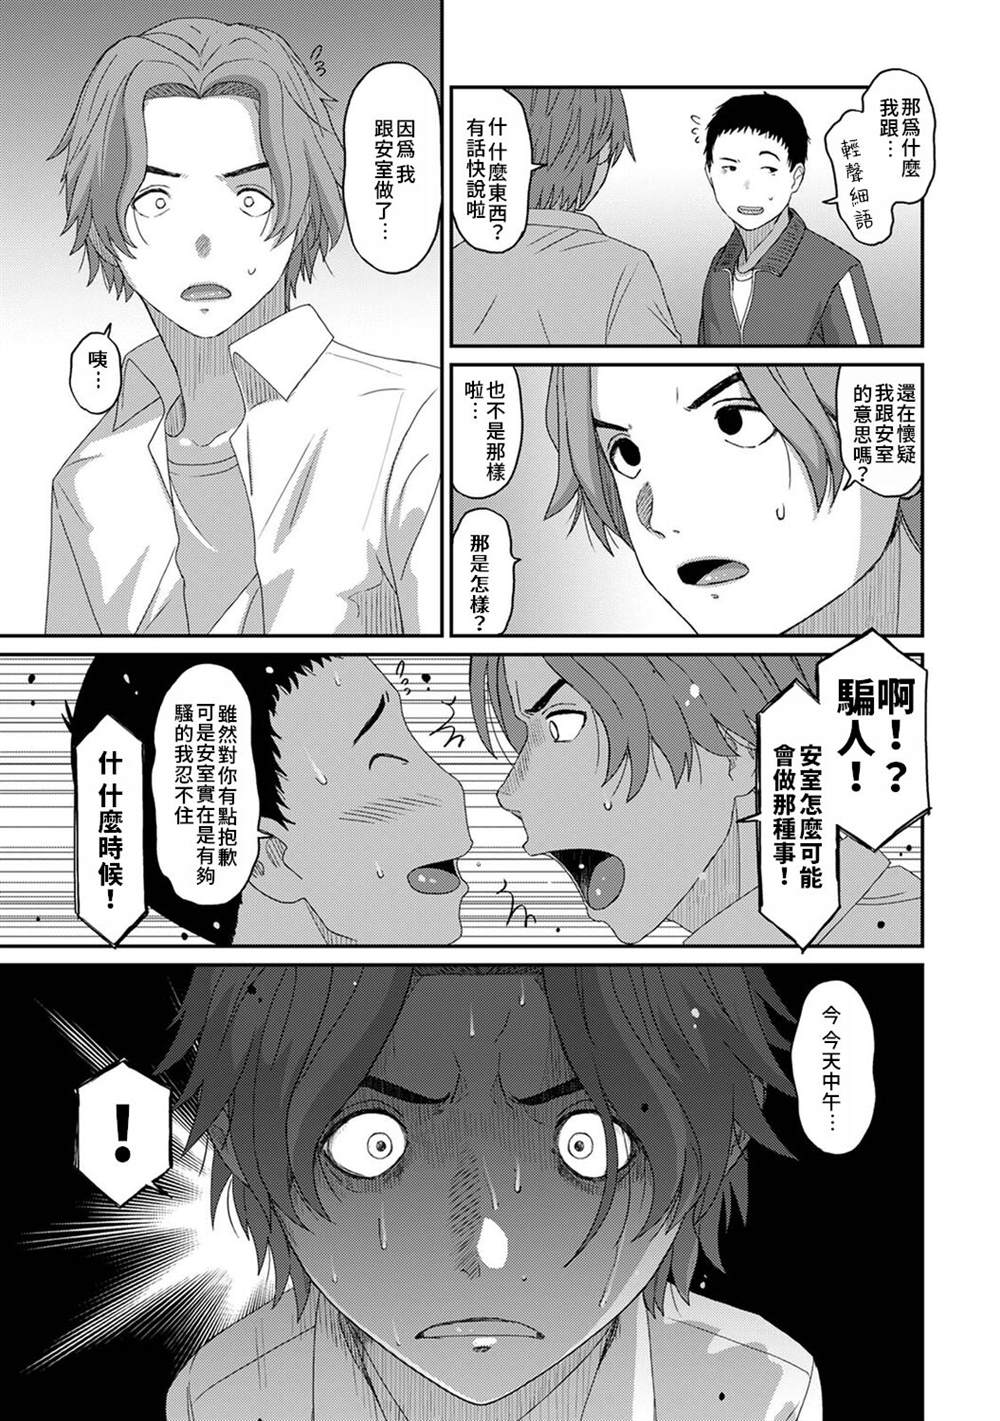 那爲什麼
我跟…
輕聲細語
什 什麼東西？
有話快說啦
還在懷疑
我跟安室
的意思嗎？
也不是那樣
啦…
那是怎樣？
因爲 我
跟安室做了…
咦…
啊！？
騙人！
安室怎麼可能
會做那種事！
雖然對你有點抱歉
可是安室實在是有夠
騷的我忍不住
什 什麼時候！
今 今天中午…
！